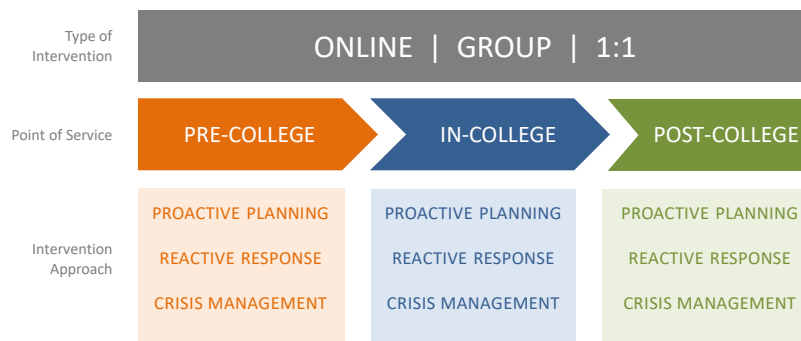 Type of
Intervention
ONLINE | GROUP | 1:1
Point of Service
PRE-COLLEGE
IN-COLLEGE
POST-COLLEGE
Intervention
Approach
PROACTIVE PLANNING
REACTIVE RESPONSE
CRISIS MANAGEMENT
PROACTIVE PLANNING
REACTIVE RESPONSE
CRISIS MANAGEMENT
PROACTIVE PLANNING
REACTIVE RESPONSE
CRISIS MANAGEMENT